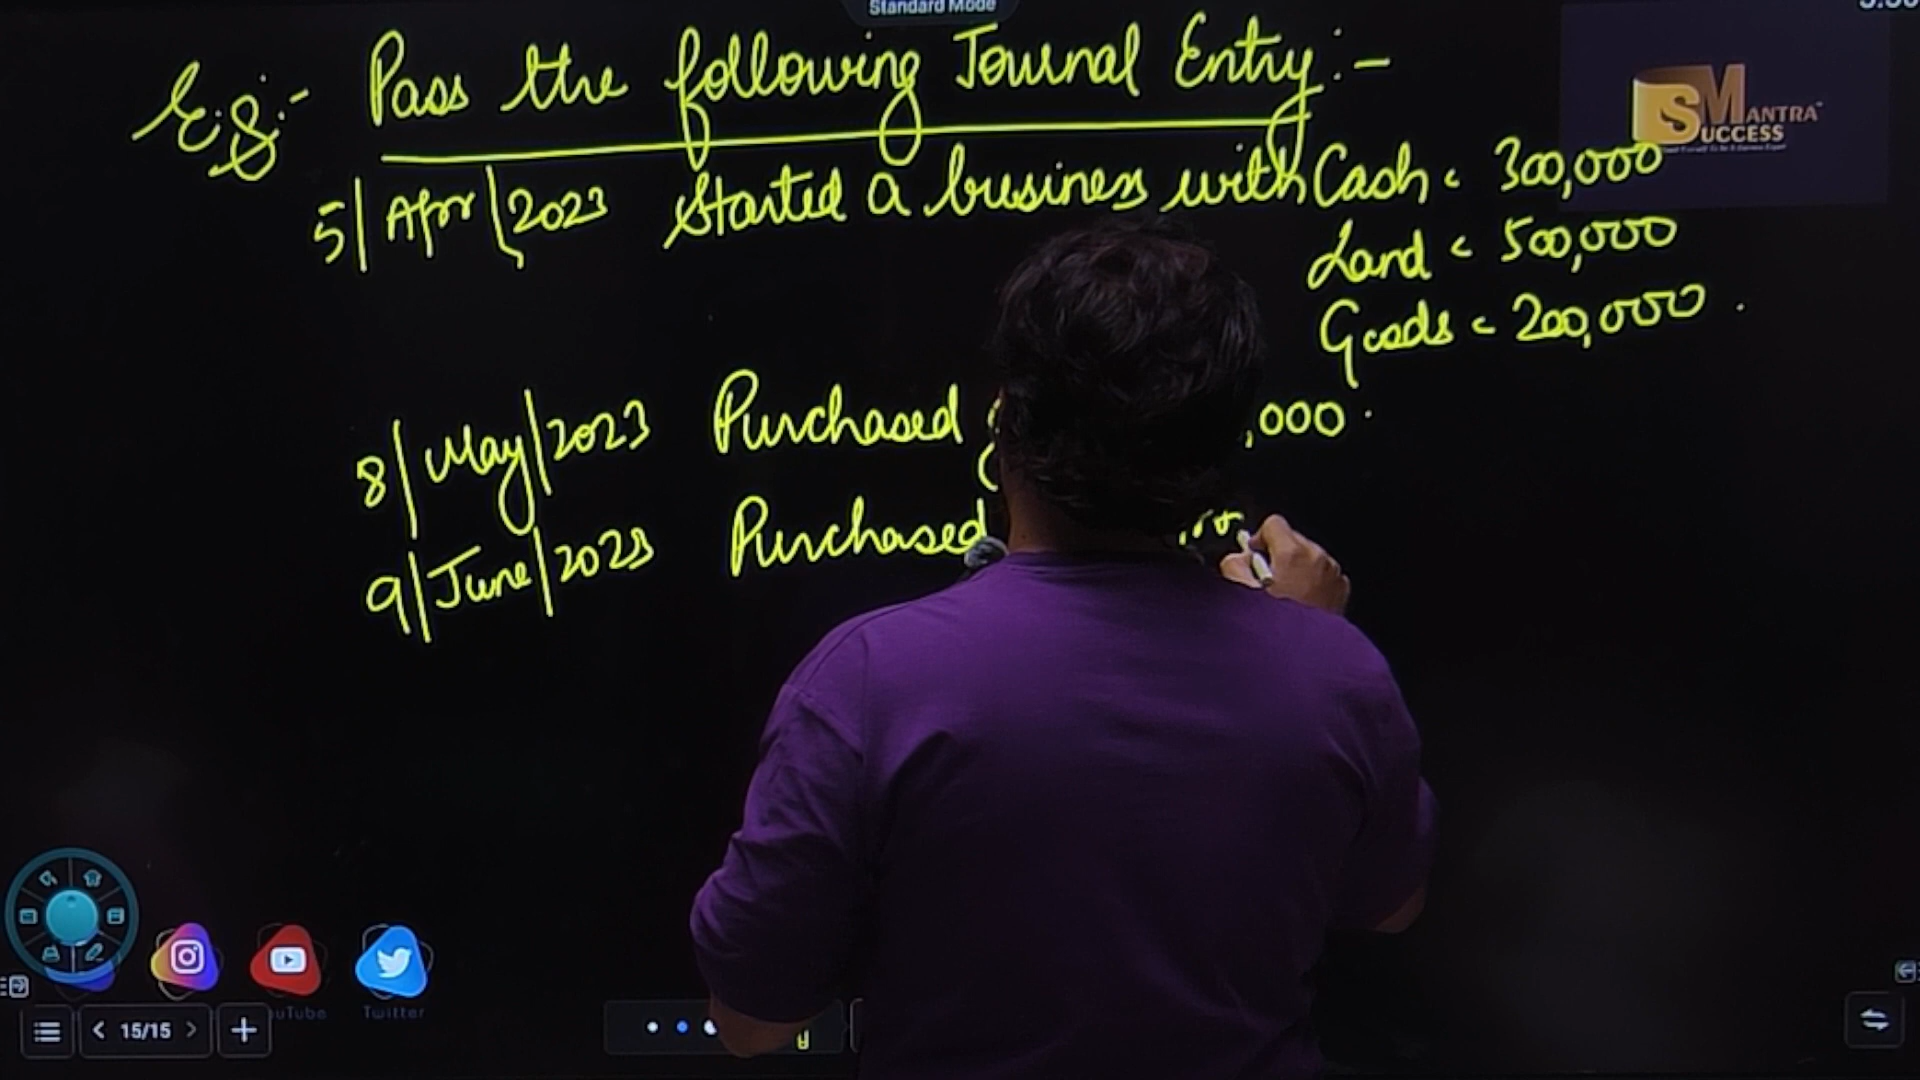 Standard Mode
E.g:- Pass the following Journal Entry:-
SM
MANTRA
SUCCESS
5/Apr/2023 Started a business with Cash = 300,000
Land = 500,000
Goods = 200,000.
8/May/2023 Purchased ,000.
9/June/2023 Purchased
15/15
Twitter